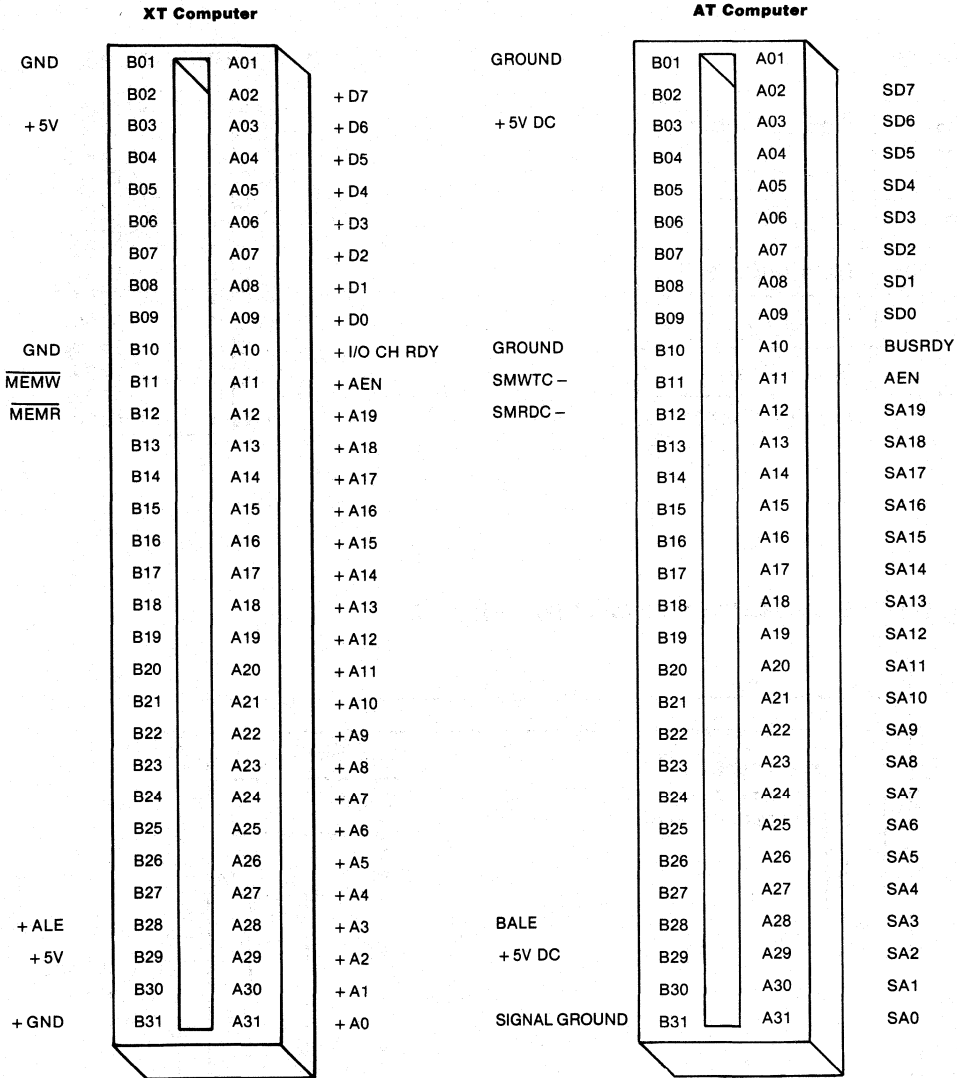 XT Computer
GND B01 A01
B02 A02 + D7
+ 5V B03 A03 + D6
B04 A04 + D5
B05 A05 + D4
B06 A06 + D3
B07 A07 + D2
B08 A08 + D1
B09 A09 + D0
GND B10 A10 + I/O CH RDY
MEMW B11 A11 + AEN
MEMR B12 A12 + A19
B13 A13 + A18
B14 A14 + A17
B15 A15 + A16
B16 A16 + A15
B17 A17 + A14
B18 A18 + A13
B19 A19 + A12
B20 A20 + A11
B21 A21 + A10
B22 A22 + A9
B23 A23 + A8
B24 A24 + A7
B25 A25 + A6
B26 A26 + A5
B27 A27 + A4
+ ALE B28 A28 + A3
+ 5V B29 A29 + A2
B30 A30 + A1
+ GND B31 A31 + A0
AT Computer
GROUND B01 A01
B02 A02 SD7
+ 5V DC B03 A03 SD6
B04 A04 SD5
B05 A05 SD4
B06 A06 SD3
B07 A07 SD2
B08 A08 SD1
B09 A09 SD0
GROUND B10 A10 BUSRDY
SMWTC – B11 A11 AEN
SMRDC – B12 A12 SA19
B13 A13 SA18
B14 A14 SA17
B15 A15 SA16
B16 A16 SA15
B17 A17 SA14
B18 A18 SA13
B19 A19 SA12
B20 A20 SA11
B21 A21 SA10
B22 A22 SA9
B23 A23 SA8
B24 A24 SA7
B25 A25 SA6
B26 A26 SA5
B27 A27 SA4
BALE B28 A28 SA3
+ 5V DC B29 A29 SA2
B30 A30 SA1
SIGNAL GROUND B31 A31 SA0